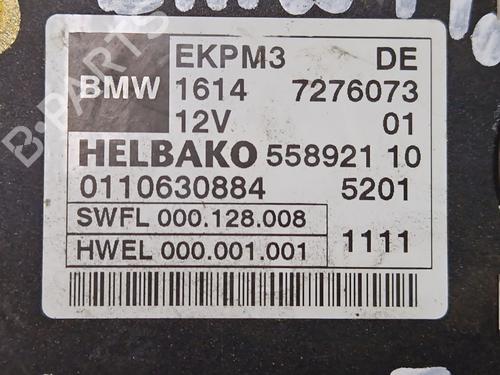 EKPM3 DE
BMW 1614 7276073
12V 01
HELBAKO 558921 10
0110630884 5201
SWFL 000.128.008
HWEL 000.001.001 1111
B-PARTS